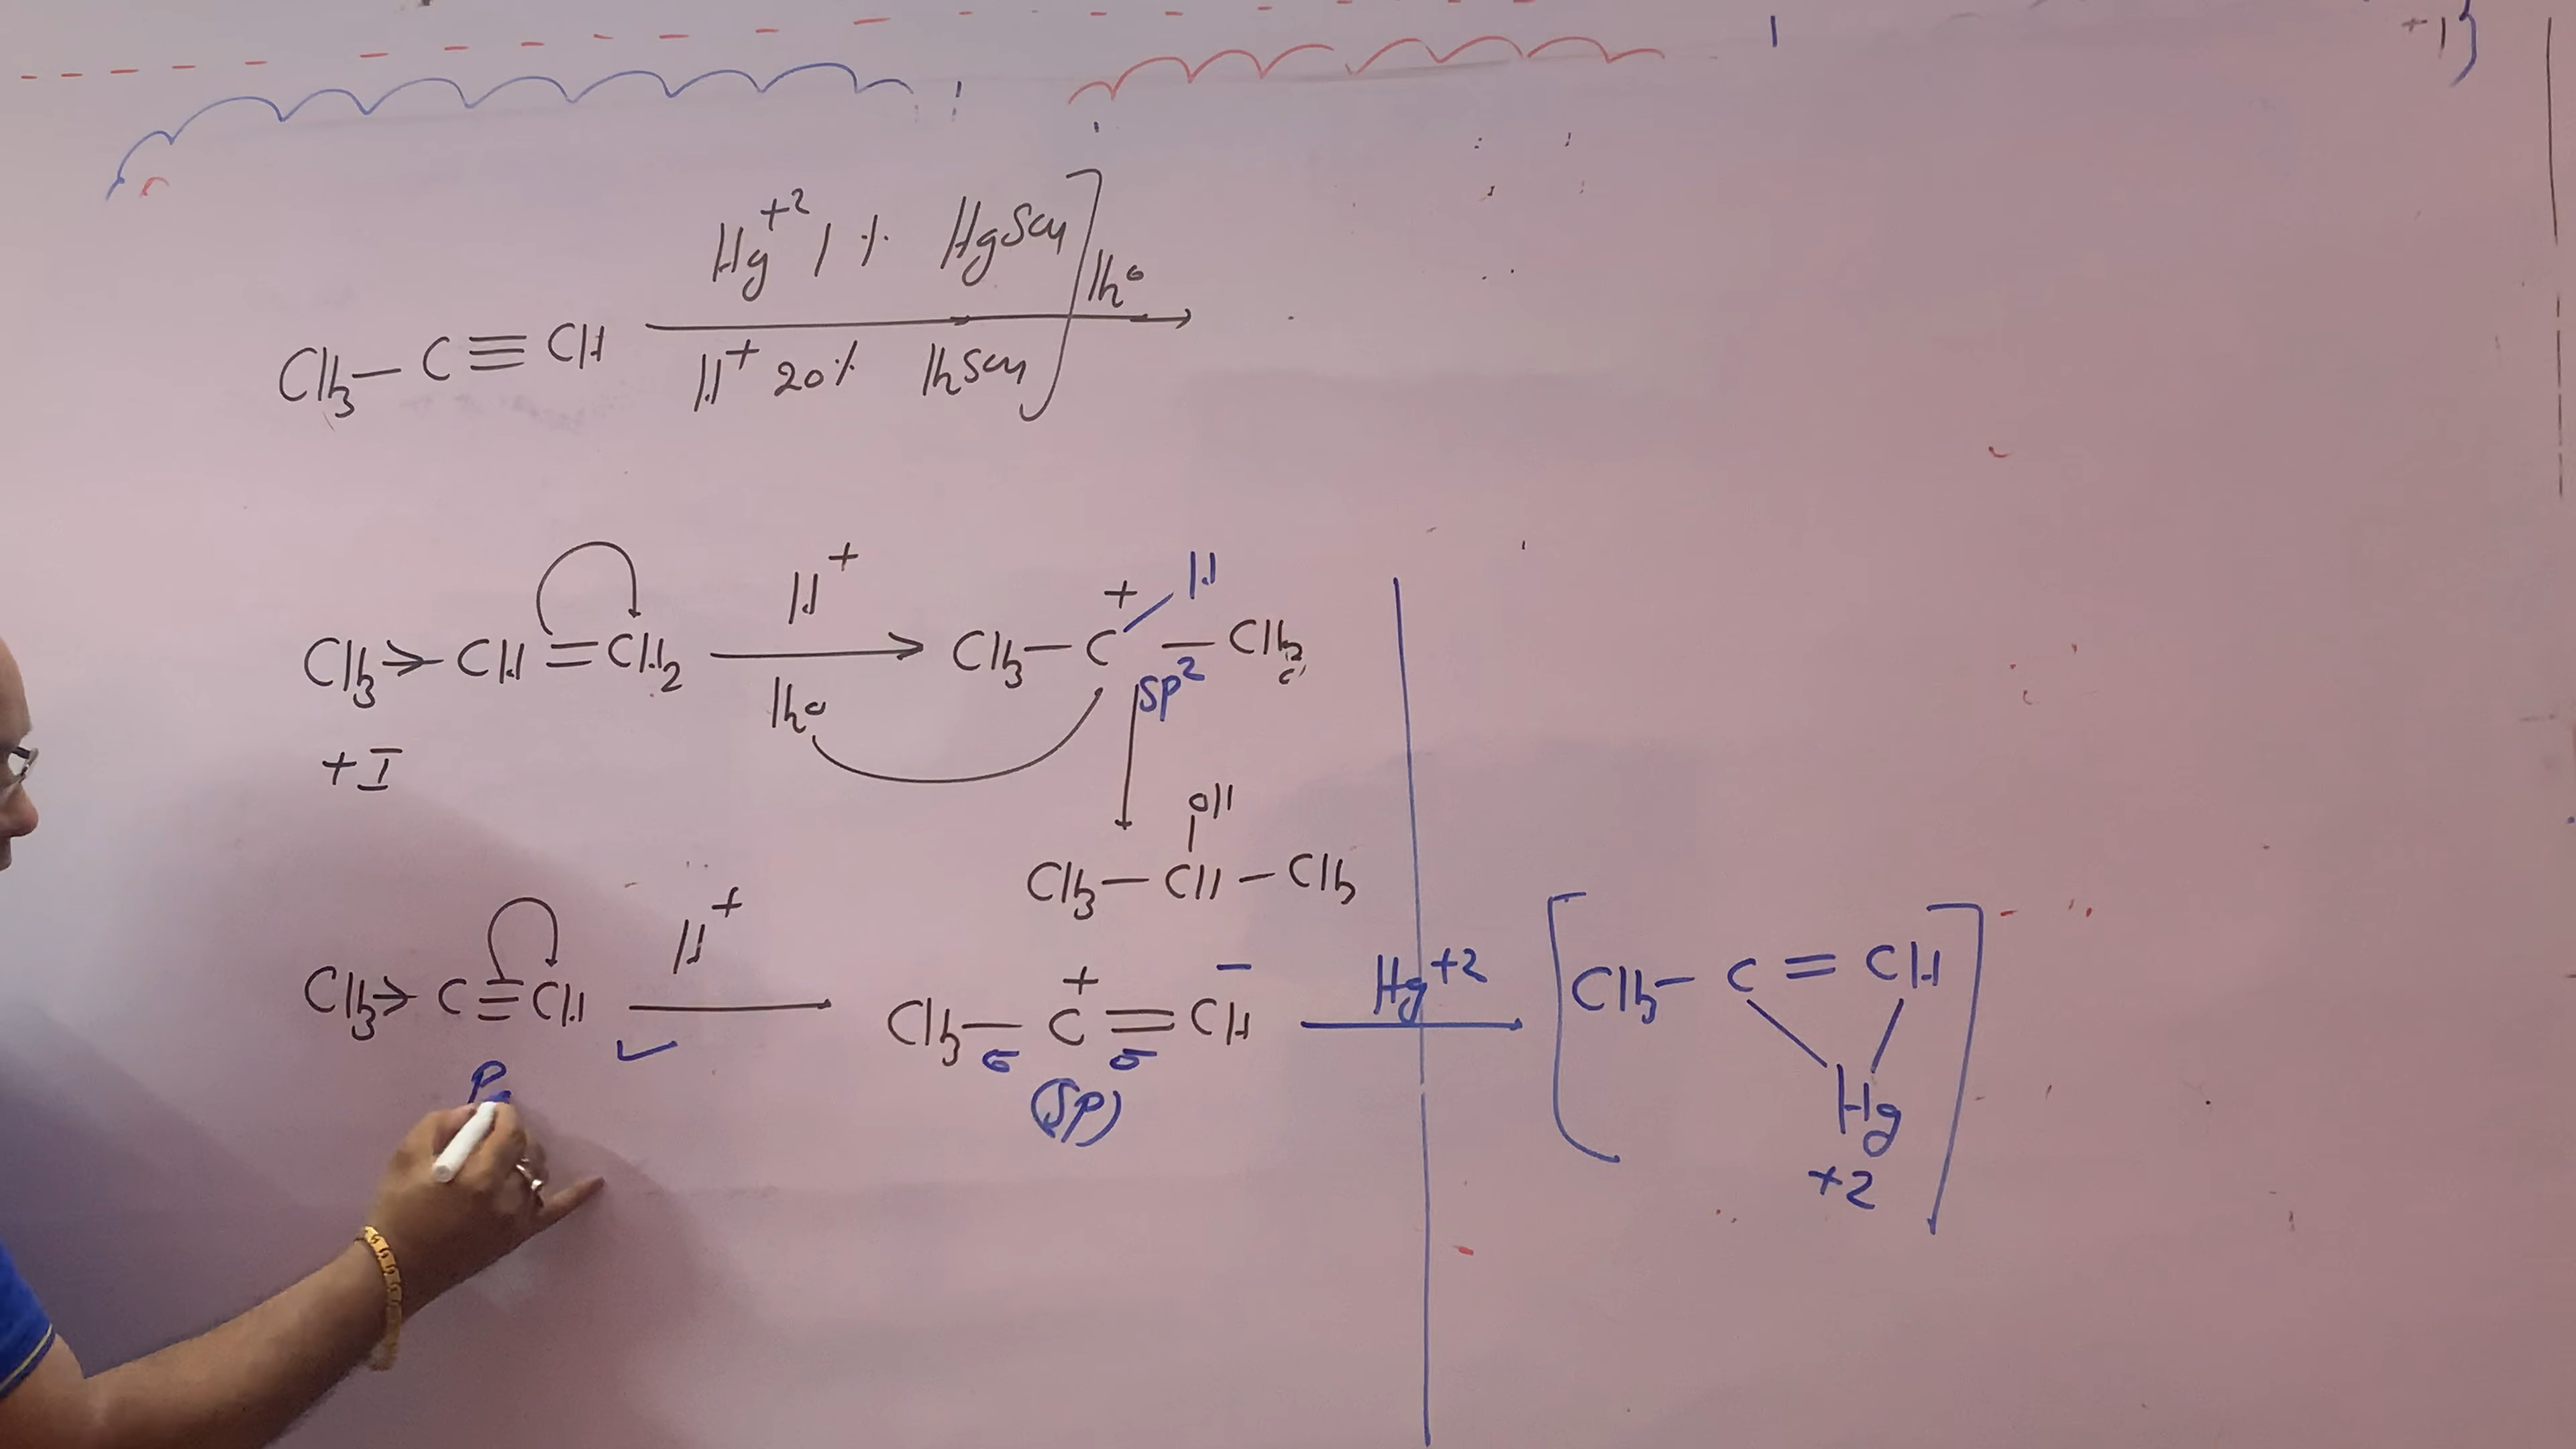 +1}
Hg+2 1 % HgSO4] H2O
CH3 — C ≡ CH ⟶
H+ 20% H2SO4
CH3 ➤ CH = CH2 ⟶ CH3 — C+ — CH3
H+
H
H2O
SP2
+I
OH
CH3 — CH — CH3
CH3 → C ≡ CH ⟶ CH3 — C+ = CH− ⟶ [CH3 — C = CH]
H+
Hg+2
σ σ
Hg
P
(SP)
+2